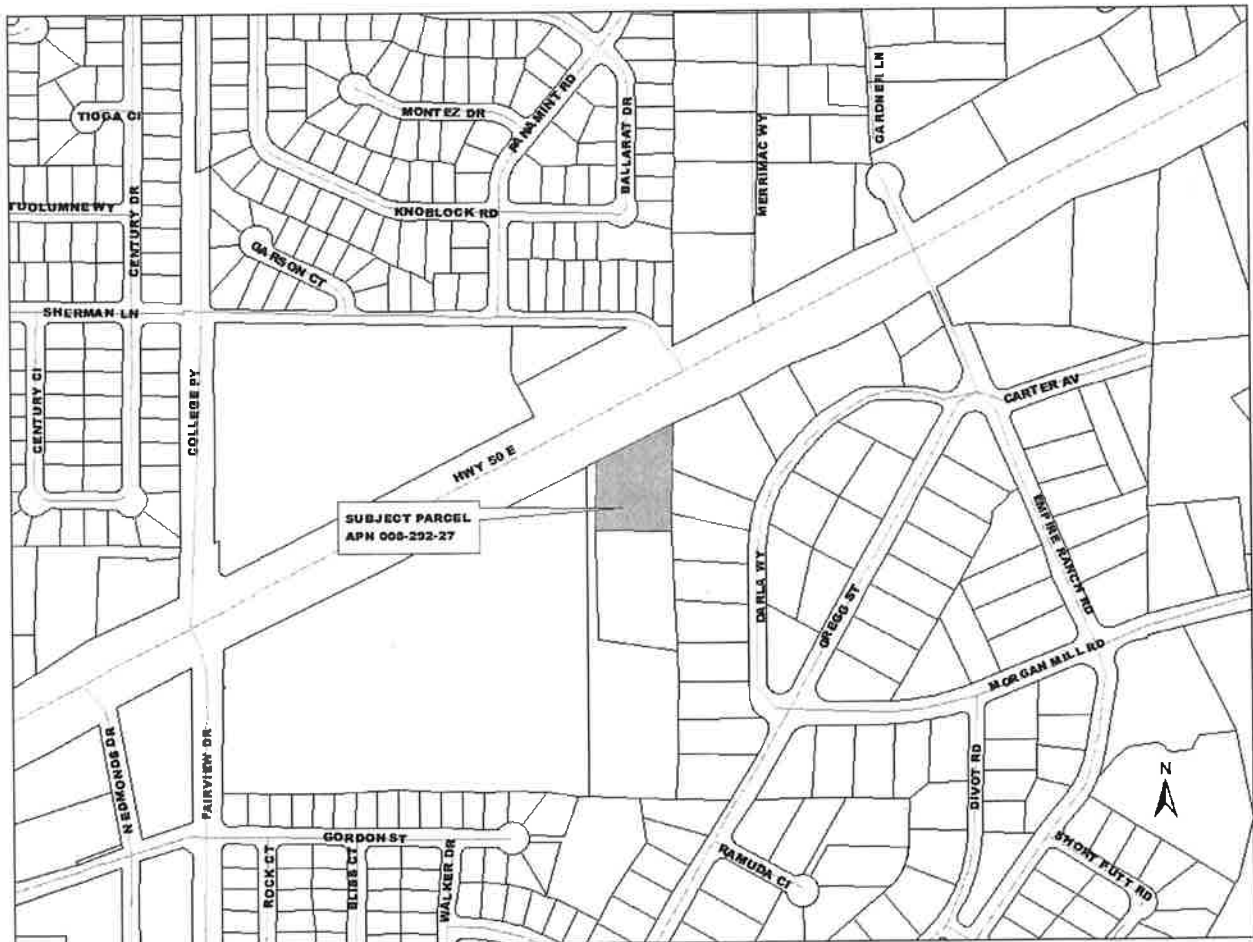 TIOGA CI
TUOLUMNE WY
CENTURY DR
MONTEZ DR
PANAMINT RD
BALLARAT DR
KNOBLOCK RD
GARSON CT
MERRIMAC WY
GARDNER LN
SHERMAN LN
CENTURY CI
COLLEGE PY
HWY 50 E
CARTER AV
SUBJECT PARCEL
APN 008-292-27
DARLA WY
GREGG ST
EMPIRE RANCH RD
MORGAN MILL RD
N EDMONDS DR
FAIRVIEW DR
DIVOT RD
N
GORDON ST
ROCK CT
BLISS CT
WALKER DR
RAMUDA CI
SHORT PUTT RD